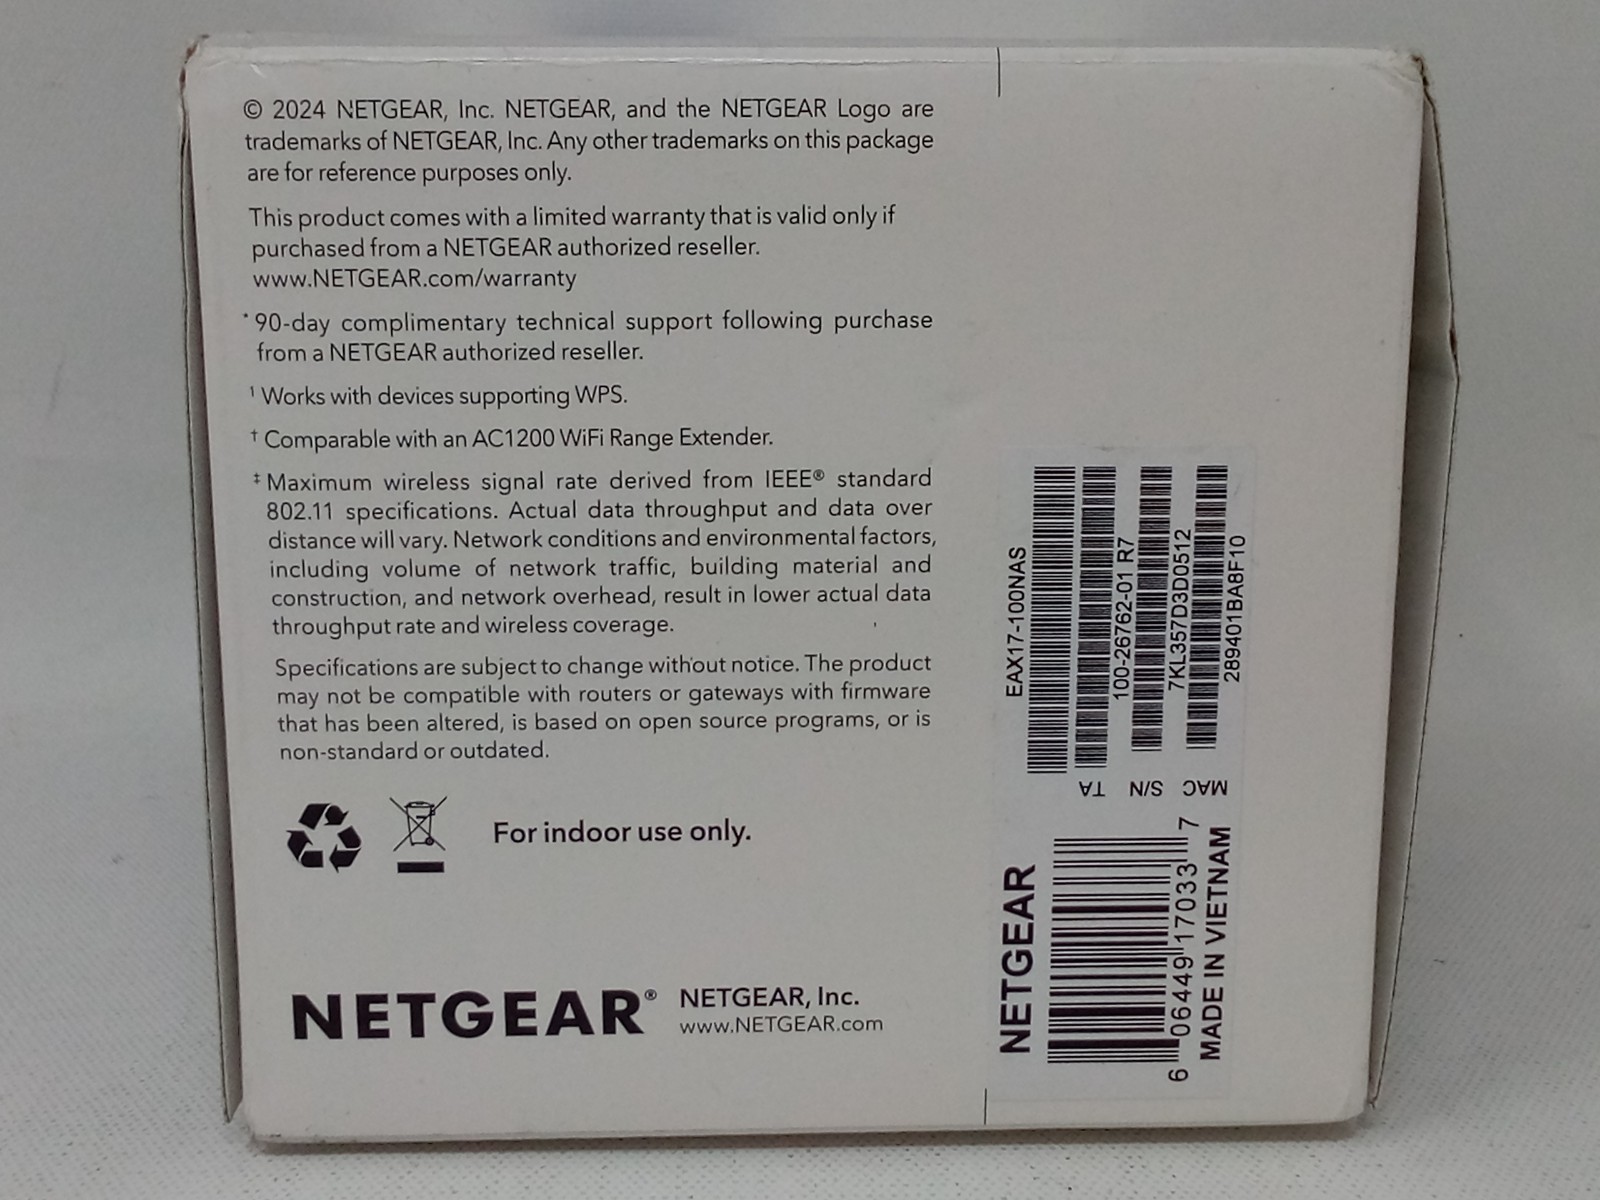 © 2024 NETGEAR, Inc. NETGEAR, and the NETGEAR Logo are
trademarks of NETGEAR, Inc. Any other trademarks on this package
are for reference purposes only.
This product comes with a limited warranty that is valid only if
purchased from a NETGEAR authorized reseller.
www.NETGEAR.com/warranty
* 90-day complimentary technical support following purchase
from a NETGEAR authorized reseller.
¹ Works with devices supporting WPS.
† Comparable with an AC1200 WiFi Range Extender.
‡ Maximum wireless signal rate derived from IEEE® standard
802.11 specifications. Actual data throughput and data over
distance will vary. Network conditions and environmental factors,
including volume of network traffic, building material and
construction, and network overhead, result in lower actual data
throughput rate and wireless coverage.
Specifications are subject to change without notice. The product
may not be compatible with routers or gateways with firmware
that has been altered, is based on open source programs, or is
non-standard or outdated.
For indoor use only.
NETGEAR®
NETGEAR, Inc.
www.NETGEAR.com
EAX17-100NAS
TA
100-26762-01 R7
S/N
7KL357D3D0512
MAC
289401BA8F10
NETGEAR
6 06449 17033 7
MADE IN VIETNAM